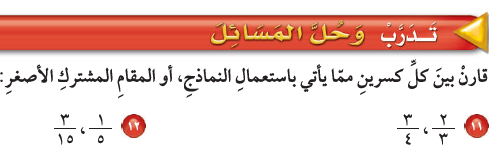 تَدَرَّبْ وَحُلَّ المَسَائِلَ
قارنْ بينَ كلِّ كسرينِ ممّا يأتي باستعمالِ النماذجِ، أو المقامِ المشتركِ الأصغرِ:
١١ ٢/٣ ، ٣/٤ ١٢ ١/٥ ، ٣/١٥